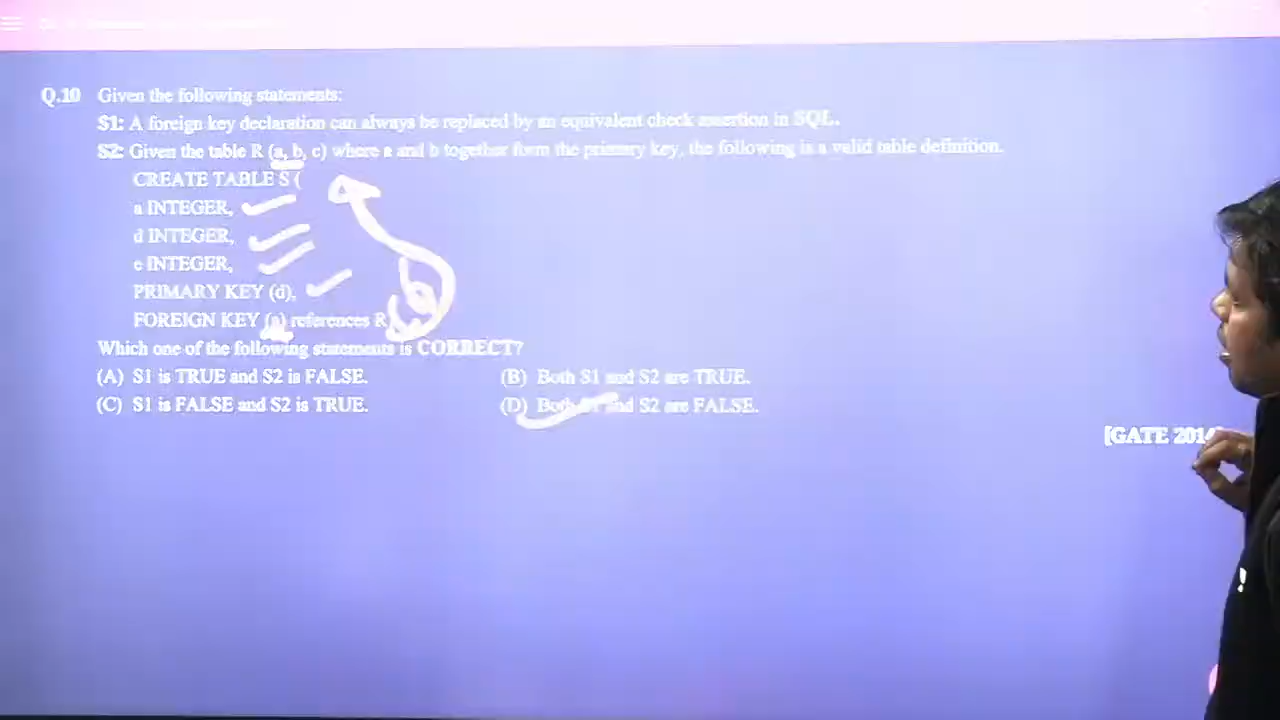 Q.10 Given the following statements:
S1: A foreign key declaration can always be replaced by an equivalent check assertion in SQL.
S2: Given the table R (a, b, c) where a and b together form the primary key, the following is a valid table definition.
CREATE TABLE S (
a INTEGER,
d INTEGER,
e INTEGER,
PRIMARY KEY (d),
FOREIGN KEY (a) references R
Which one of the following statements is CORRECT?
(A) S1 is TRUE and S2 is FALSE.
(B) Both S1 and S2 are TRUE.
(C) S1 is FALSE and S2 is TRUE.
(D) Both S1 and S2 are FALSE.
[GATE 2014